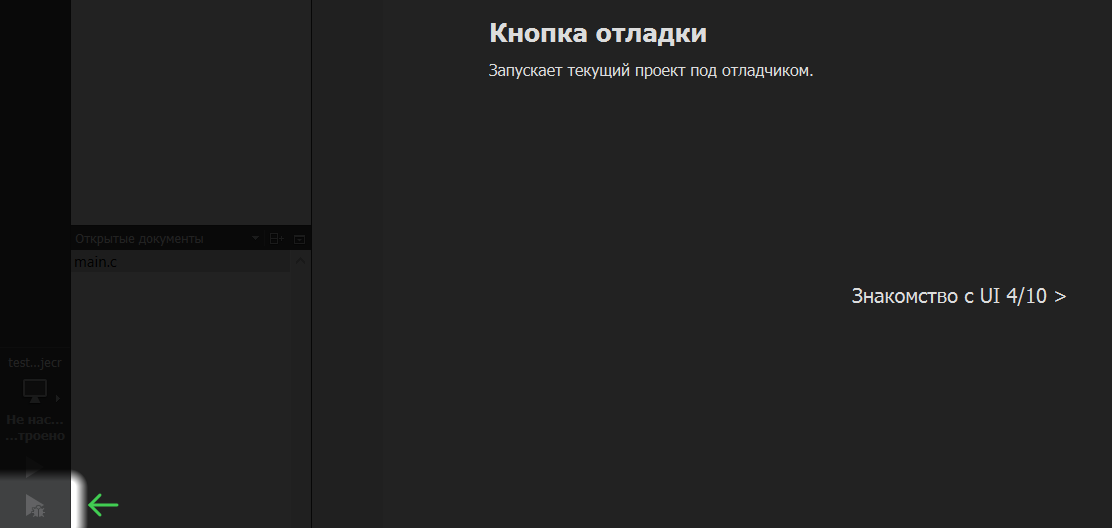 Кнопка отладки
Запускает текущий проект под отладчиком.
Открытые документы
main.c
Знакомство с UI 4/10 >
test...ject
Не нас...
...троено